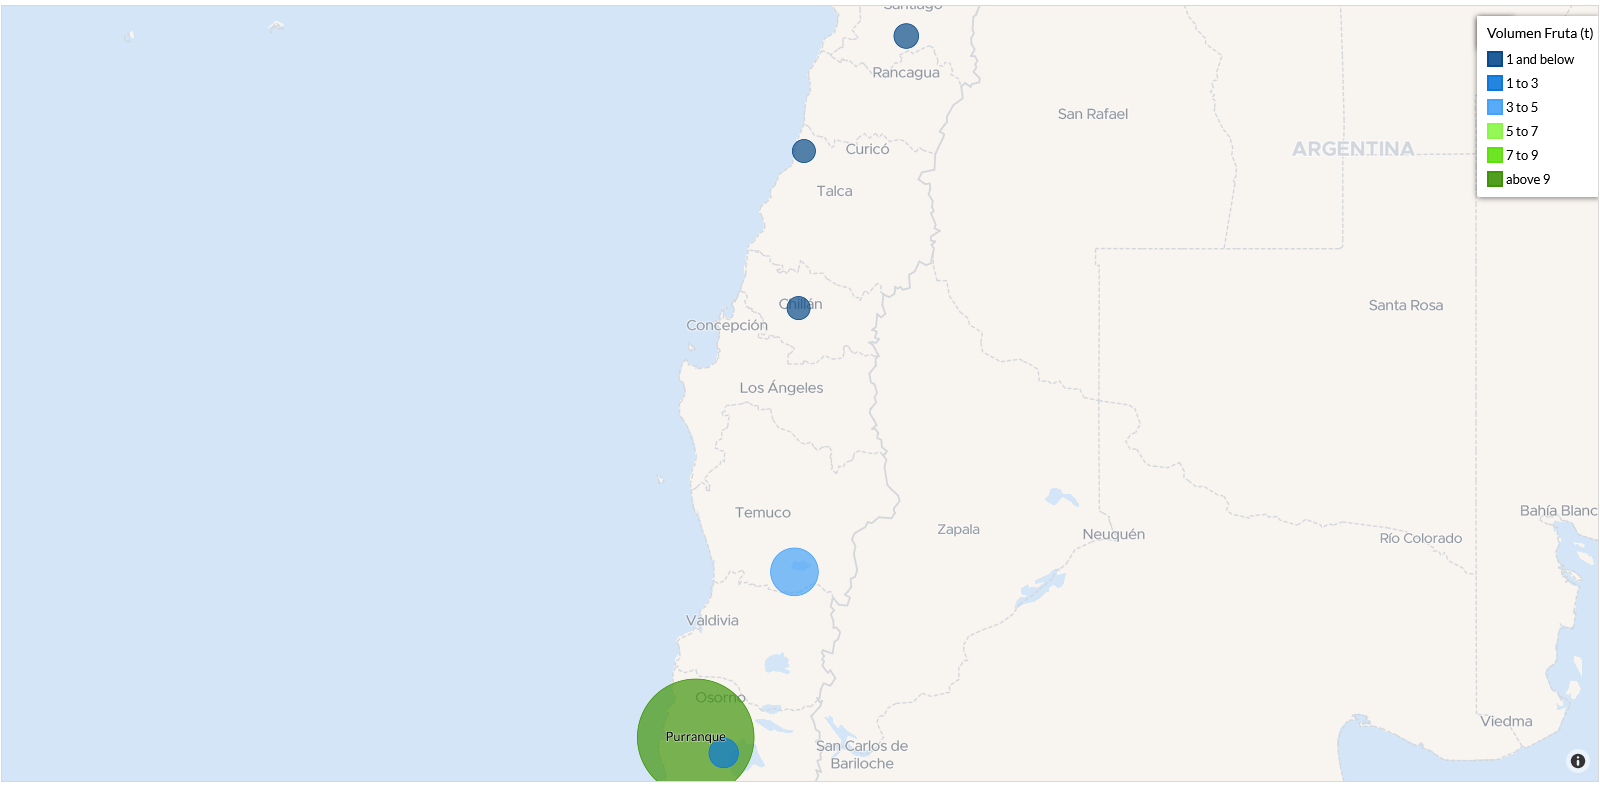 Santiago
Rancagua
San Rafael
ARGENTINA
Curicó
Talca
Chillán
Concepción
Santa Rosa
Los Ángeles
Temuco
Zapala
Neuquén
Bahía Blanc
Río Colorado
Valdivia
Osorno
Purranque
San Carlos de
Bariloche
Viedma
Volumen Fruta (t)
1 and below
1 to 3
3 to 5
5 to 7
7 to 9
above 9
i